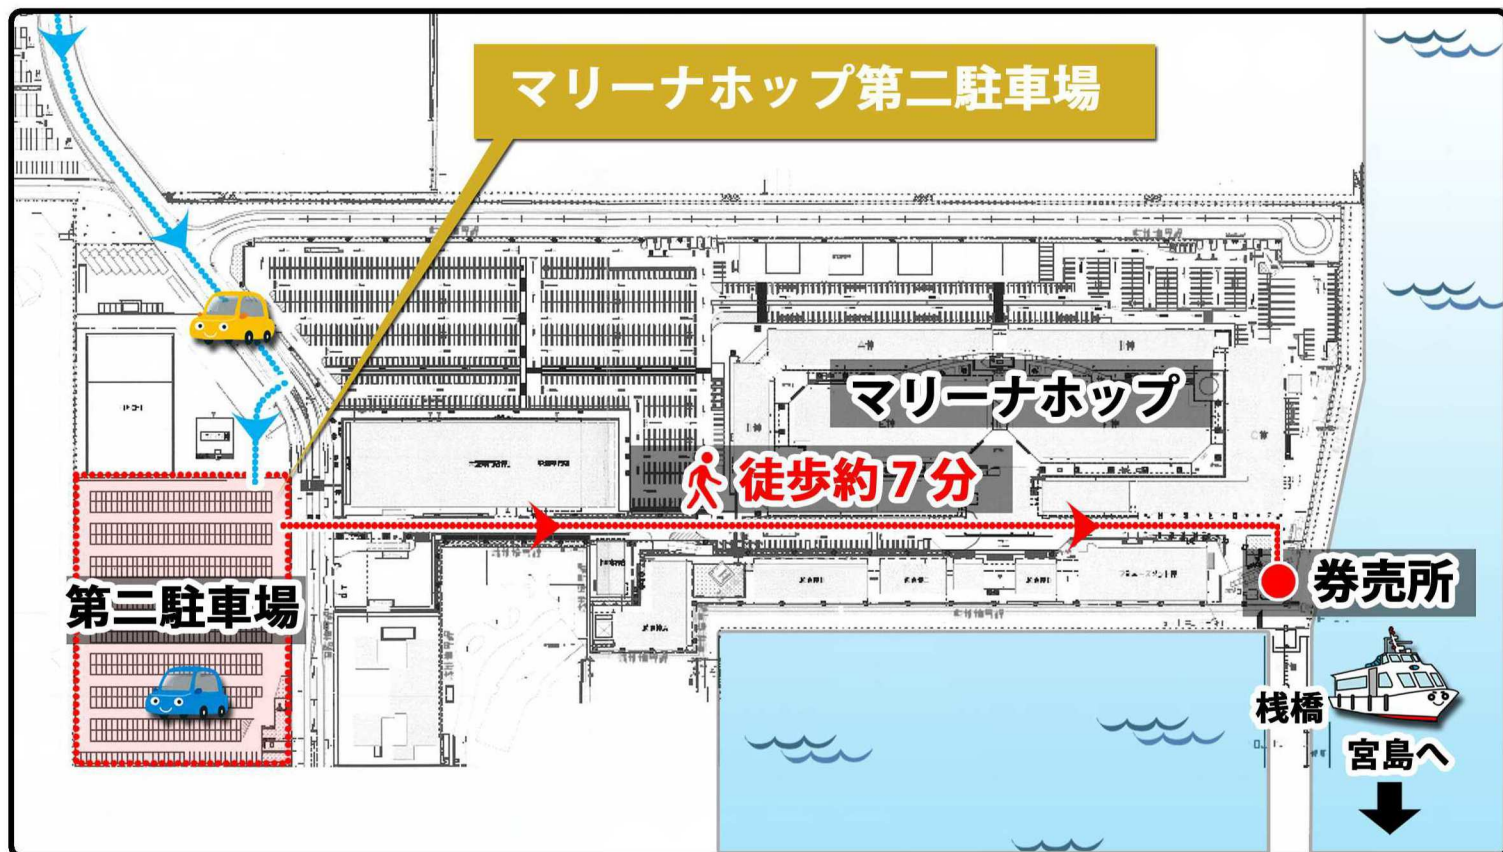 マリーナホップ第二駐車場
マリーナホップ
徒歩約7分
第二駐車場
券売所
桟橋
宮島へ